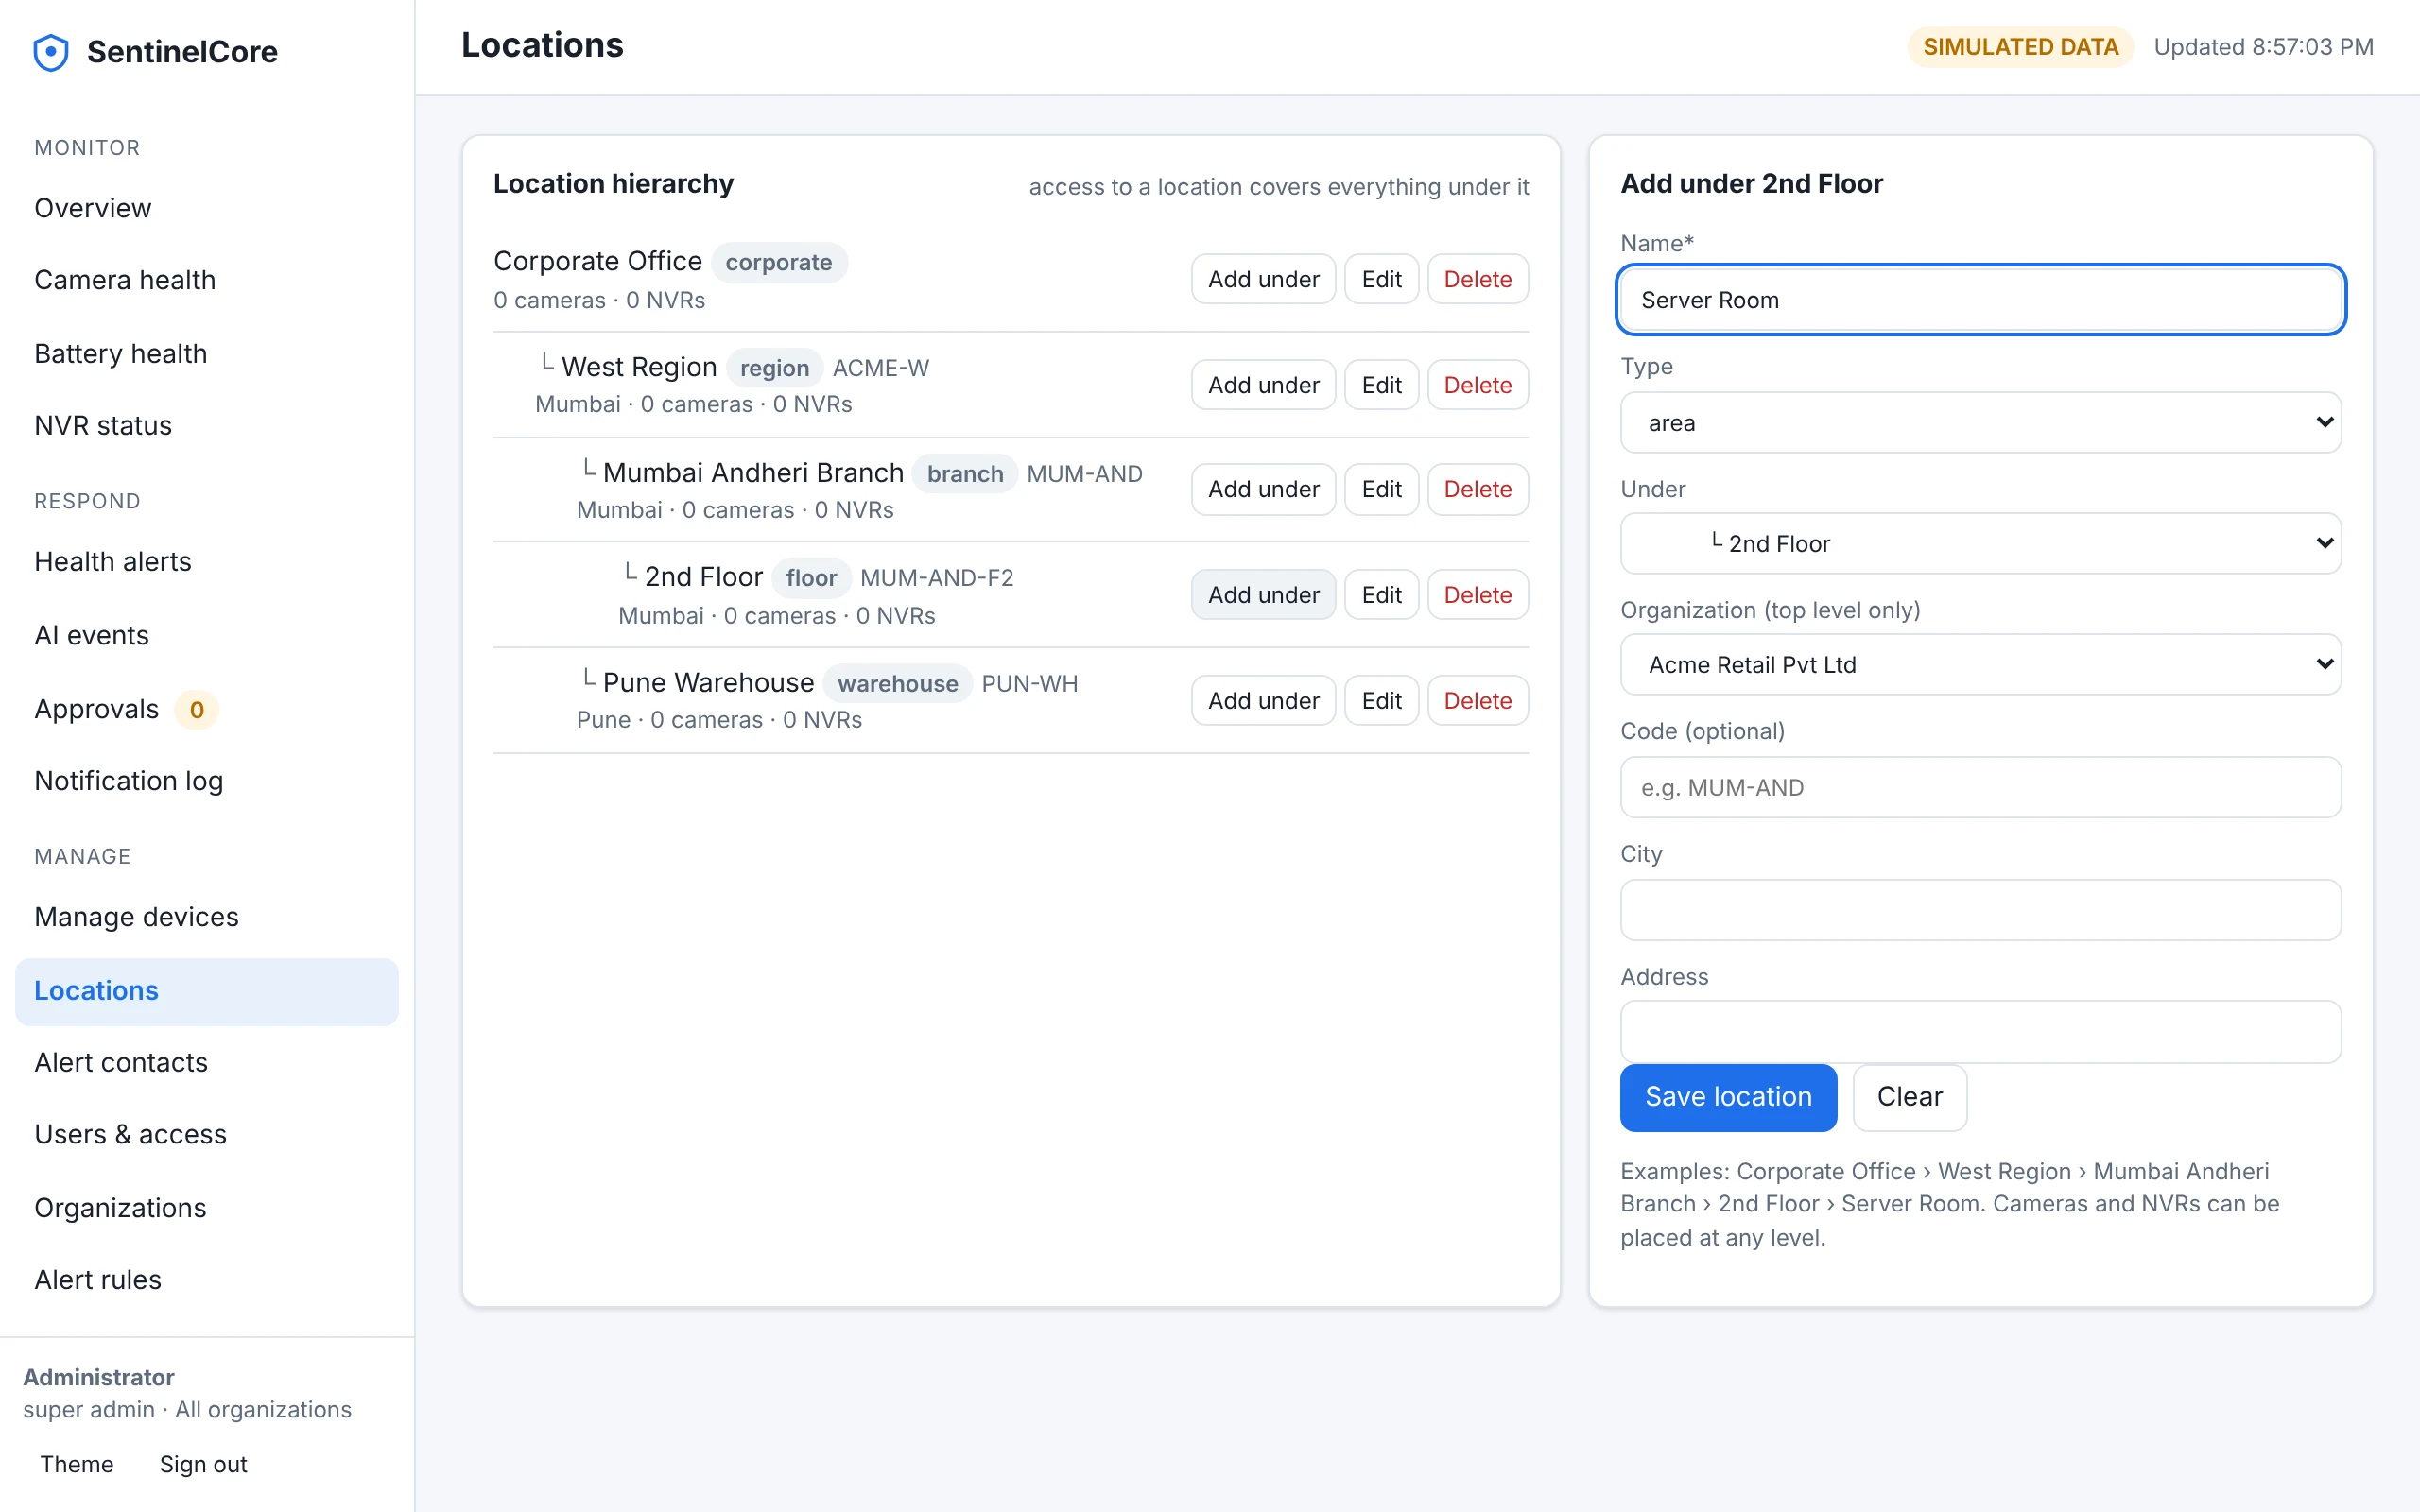 SentinelCore
MONITOR
Overview
Camera health
Battery health
NVR status
RESPOND
Health alerts
AI events
Approvals 0
Notification log
MANAGE
Manage devices
Locations
Alert contacts
Users & access
Organizations
Alert rules
Administrator
super admin · All organizations
Theme Sign out
Locations
SIMULATED DATA Updated 8:57:03 PM
Location hierarchy access to a location covers everything under it
Corporate Office corporate
0 cameras · 0 NVRs
Add under Edit Delete
└ West Region region ACME-W
Mumbai · 0 cameras · 0 NVRs
Add under Edit Delete
└ Mumbai Andheri Branch branch MUM-AND
Mumbai · 0 cameras · 0 NVRs
Add under Edit Delete
└ 2nd Floor floor MUM-AND-F2
Mumbai · 0 cameras · 0 NVRs
Add under Edit Delete
└ Pune Warehouse warehouse PUN-WH
Pune · 0 cameras · 0 NVRs
Add under Edit Delete
Add under 2nd Floor
Name*
Server Room
Type
area
Under
└ 2nd Floor
Organization (top level only)
Acme Retail Pvt Ltd
Code (optional)
e.g. MUM-AND
City
Address
Save location Clear
Examples: Corporate Office › West Region › Mumbai Andheri
Branch › 2nd Floor › Server Room. Cameras and NVRs can be
placed at any level.